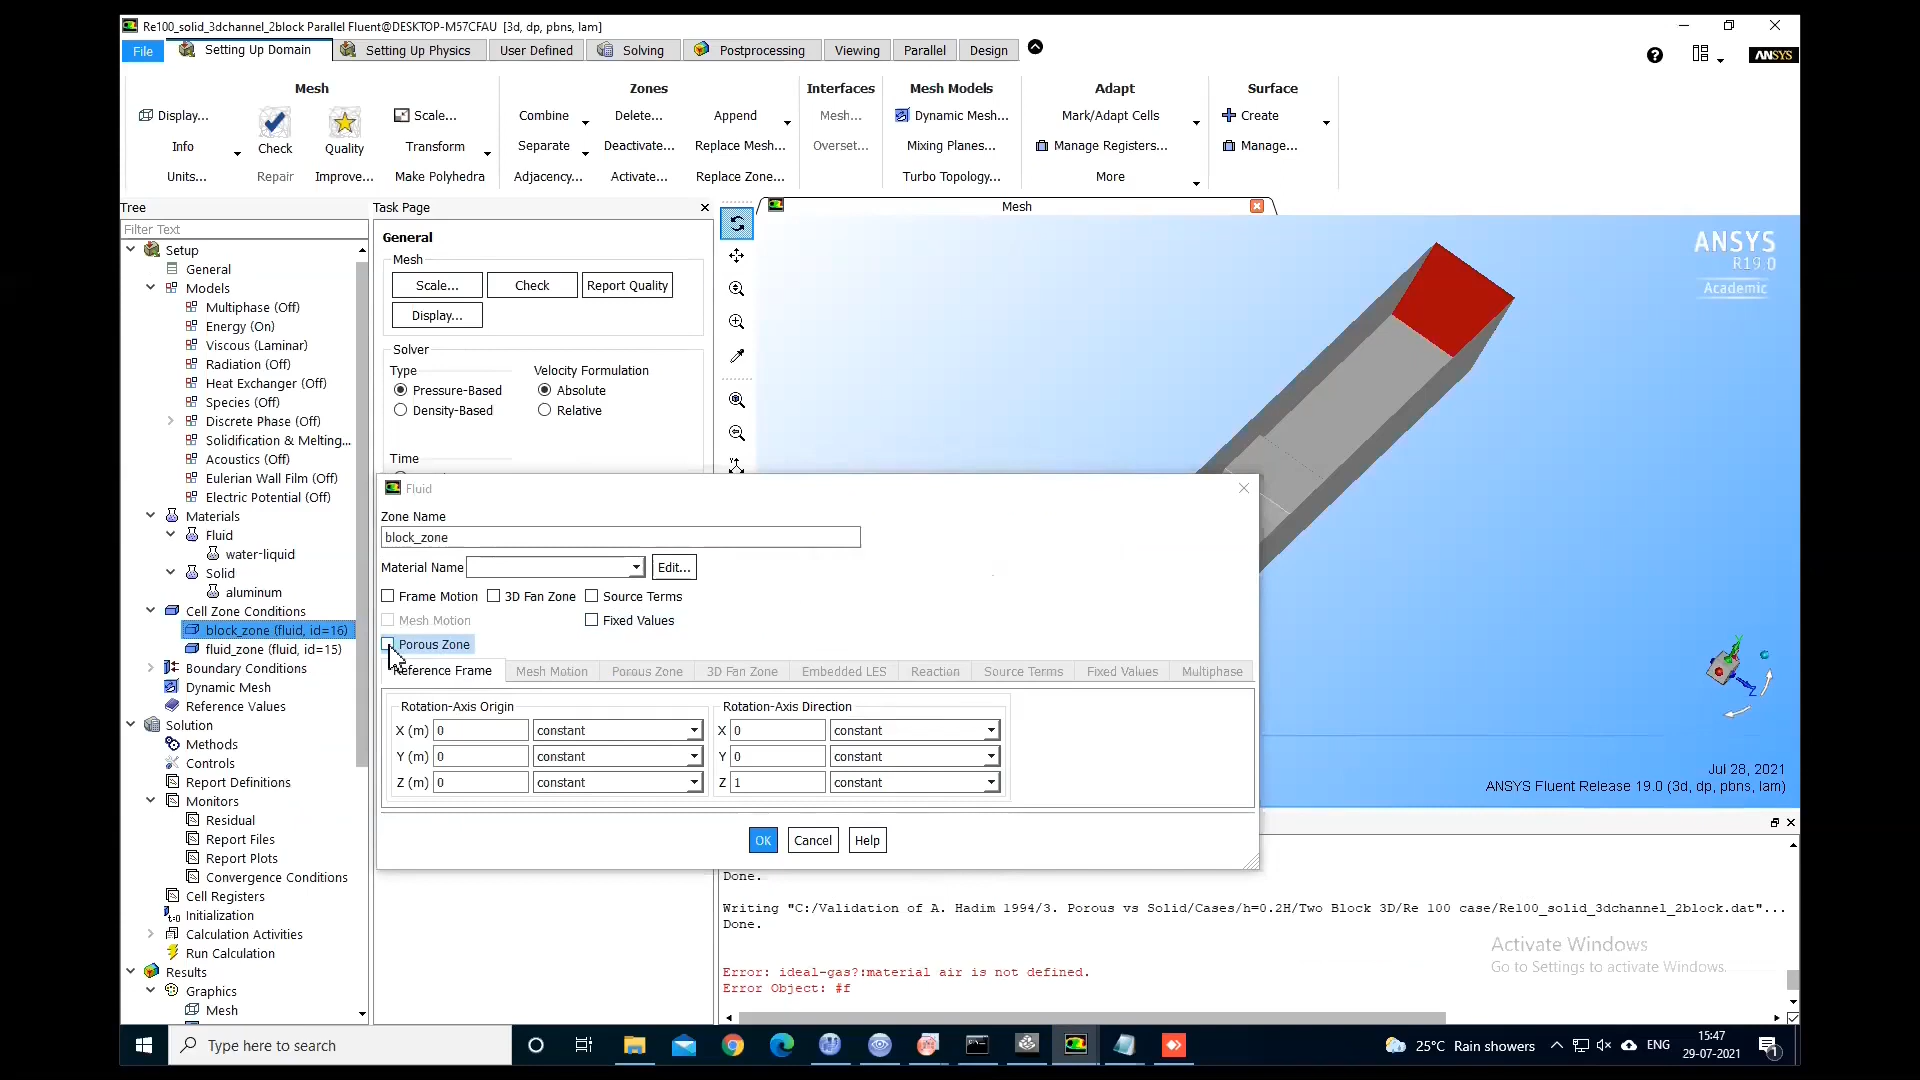 Re100_solid_3dchannel_2block Parallel Fluent@DESKTOP-M57CFAU [3d, dp, pbns, lam]
File Setting Up Domain Setting Up Physics User Defined Solving Postprocessing Viewing Parallel Design
ANSYS
Mesh Zones Interfaces Mesh Models Adapt Surface
Display... Scale... Combine Delete... Append Mesh... Dynamic Mesh... Mark/Adapt Cells Create
Info Check Quality Transform Separate Deactivate... Replace Mesh... Overset... Mixing Planes... Manage Registers... Manage...
Units... Repair Improve... Make Polyhedra Adjacency... Activate... Replace Zone... Turbo Topology... More
Tree
Filter Text
Setup
General
Models
Multiphase (Off)
Energy (On)
Viscous (Laminar)
Radiation (Off)
Heat Exchanger (Off)
Species (Off)
Discrete Phase (Off)
Solidification & Melting...
Acoustics (Off)
Eulerian Wall Film (Off)
Electric Potential (Off)
Materials
Fluid
water-liquid
Solid
aluminum
Cell Zone Conditions
block_zone (fluid, id=16)
fluid_zone (fluid, id=15)
Boundary Conditions
Dynamic Mesh
Reference Values
Solution
Methods
Controls
Report Definitions
Monitors
Residual
Report Files
Report Plots
Convergence Conditions
Cell Registers
Initialization
Calculation Activities
Run Calculation
Results
Graphics
Mesh
Task Page
General
Mesh
Scale... Check Report Quality
Display...
Solver
Type Velocity Formulation
Pressure-Based Absolute
Density-Based Relative
Time
Mesh
ANSYS
R19.0
Academic
Y
Z
Jul 28, 2021
ANSYS Fluent Release 19.0 (3d, dp, pbns, lam)
Fluid
Zone Name
block_zone
Material Name Edit...
Frame Motion 3D Fan Zone Source Terms
Mesh Motion Fixed Values
Porous Zone
Reference Frame Mesh Motion Porous Zone 3D Fan Zone Embedded LES Reaction Source Terms Fixed Values Multiphase
Rotation-Axis Origin Rotation-Axis Direction
X (m) 0 constant X 0 constant
Y (m) 0 constant Y 0 constant
Z (m) 0 constant Z 1 constant
OK Cancel Help
Done.
Writing "C:/Validation of A. Hadim 1994/3. Porous vs Solid/Cases/h=0.2H/Two Block 3D/Re 100 case/Re100_solid_3dchannel_2block.dat"...
Done.
Error: ideal-gas?:material air is not defined.
Error Object: #f
Activate Windows
Go to Settings to activate Windows.
Type here to search
25°C Rain showers
ENG
15:47
29-07-2021
1